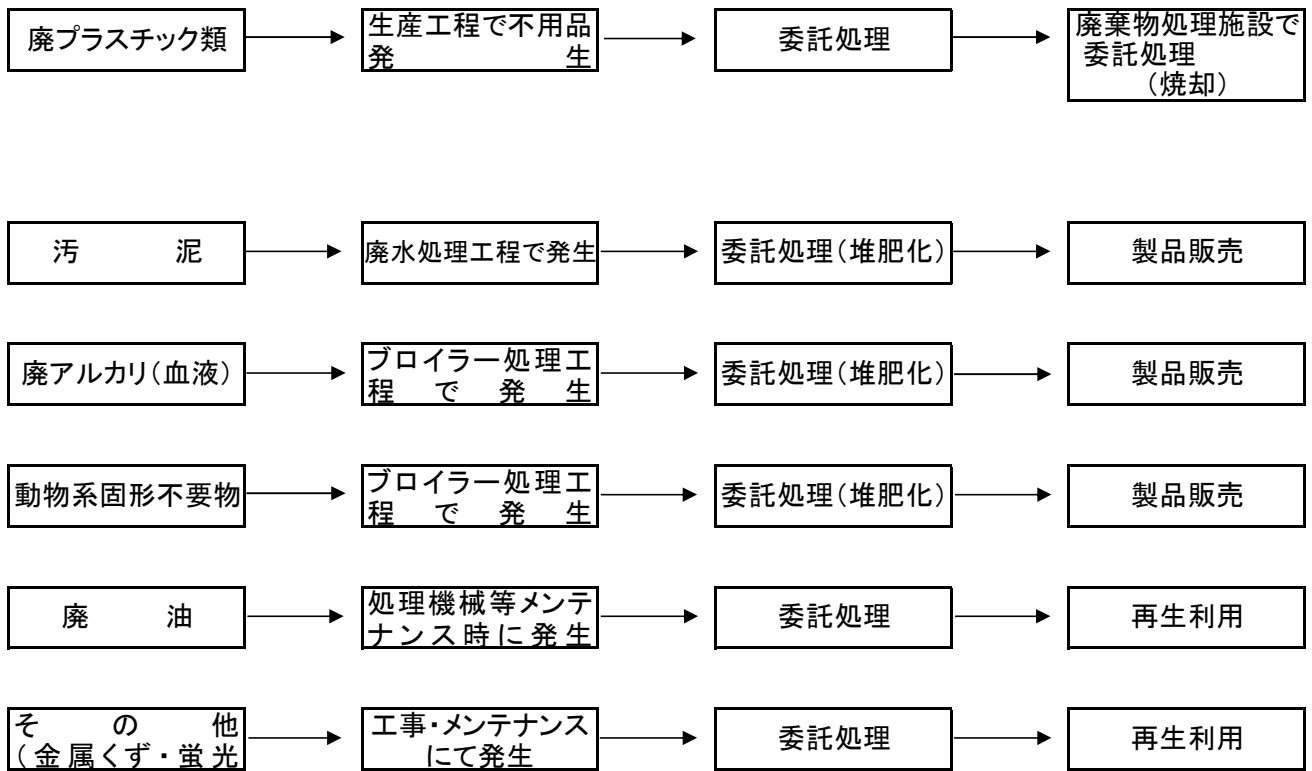 廃プラスチック類
生産工程で不用品
発生
委託処理
廃棄物処理施設で
委託処理
(焼却)
汚泥
廃水処理工程で発生
委託処理(堆肥化)
製品販売
廃アルカリ(血液)
ブロイラー処理工
程で発生
委託処理(堆肥化)
製品販売
動物系固形不要物
ブロイラー処理工
程で発生
委託処理(堆肥化)
製品販売
廃油
処理機械等メンテ
ナンス時に発生
委託処理
再生利用
その他
(金属くず・蛍光
工事・メンテナンス
にて発生
委託処理
再生利用